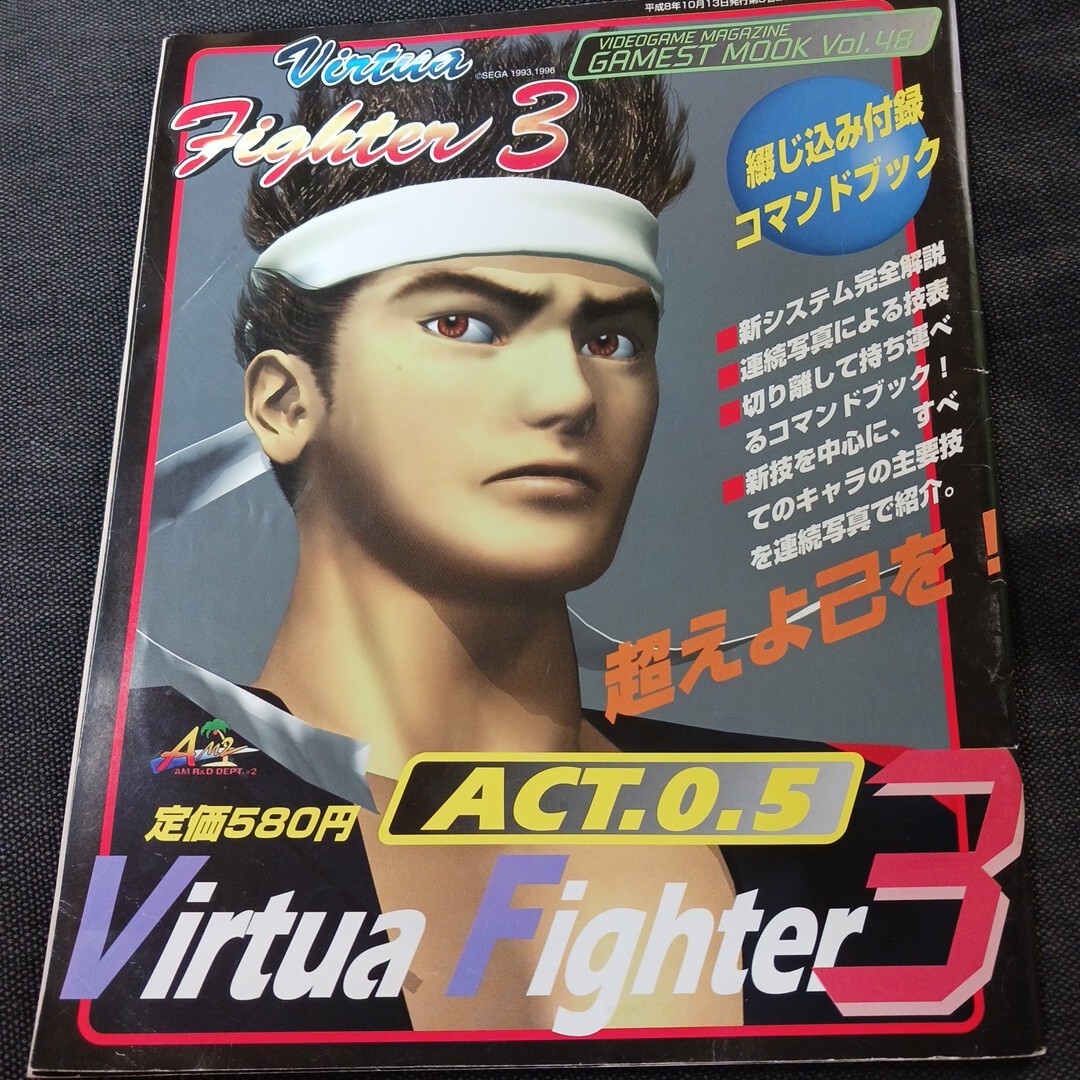 平成8年10月13日発行第
VIDEOGAME MAGAZINE
GAMEST MOOK Vol.48
Virtua
©SEGA 1993,1996
Fighter 3
綴じ込み付録
コマンドブック
■新システム完全解説
■連続写真による技表
■切り離して持ち運べ
るコマンドブック！
■新技を中心に、すべ
てのキャラの主要技
を連続写真で紹介。
超えよ己を！
AM2
AM R&D DEPT.#2
定価580円
ACT.0.5
Virtua Fighter 3